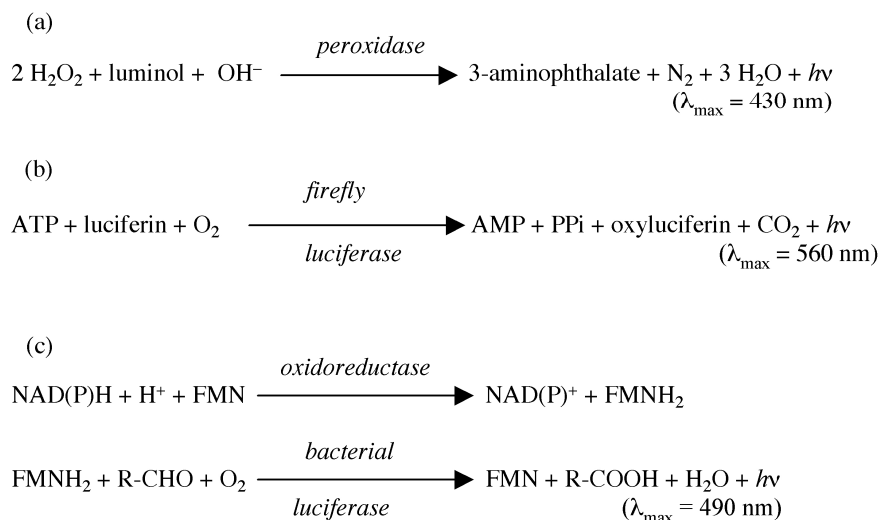 (a)
peroxidase
2 H₂O₂ + luminol + OH⁻ → 3-aminophthalate + N₂ + 3 H₂O + hν
(λmax = 430 nm)
(b)
firefly
ATP + luciferin + O₂ → AMP + PPi + oxyluciferin + CO₂ + hν
luciferase
(λmax = 560 nm)
(c)
oxidoreductase
NAD(P)H + H⁺ + FMN → NAD(P)⁺ + FMNH₂
bacterial
FMNH₂ + R-CHO + O₂ → FMN + R-COOH + H₂O + hν
luciferase
(λmax = 490 nm)